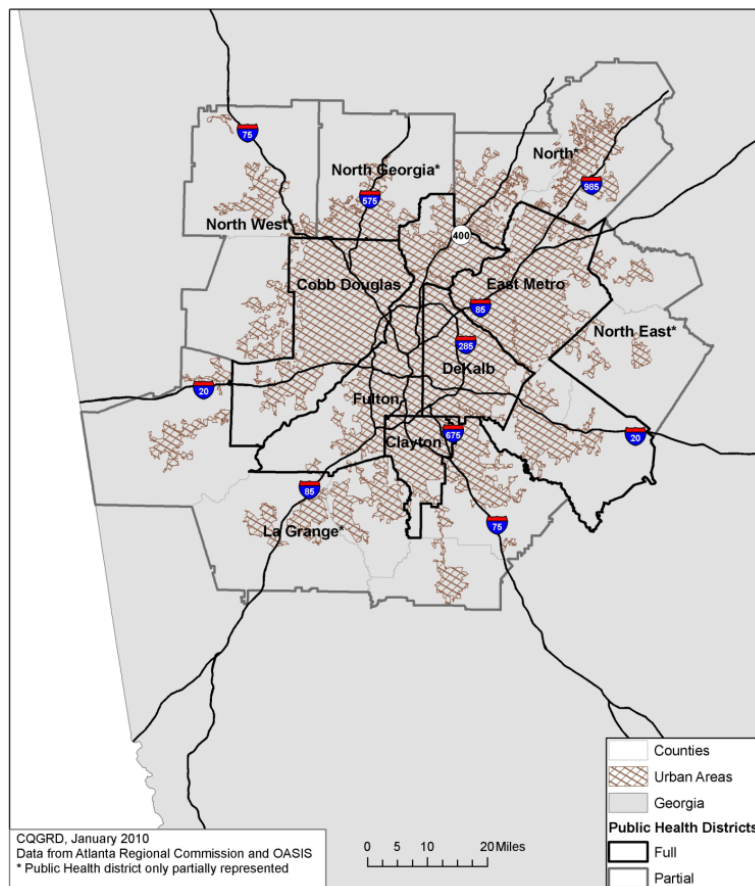 75
North Georgia*
North*
575
985
North West*
400
Cobb Douglas
East Metro
85
North East*
285
DeKalb
20
Fulton
Clayton
675
20
85
La Grange*
75
Counties
Urban Areas
Georgia
Public Health Districts
Full
Partial
CQGRD, January 2010
Data from Atlanta Regional Commission and OASIS
* Public Health district only partially represented
0 5 10 20 Miles